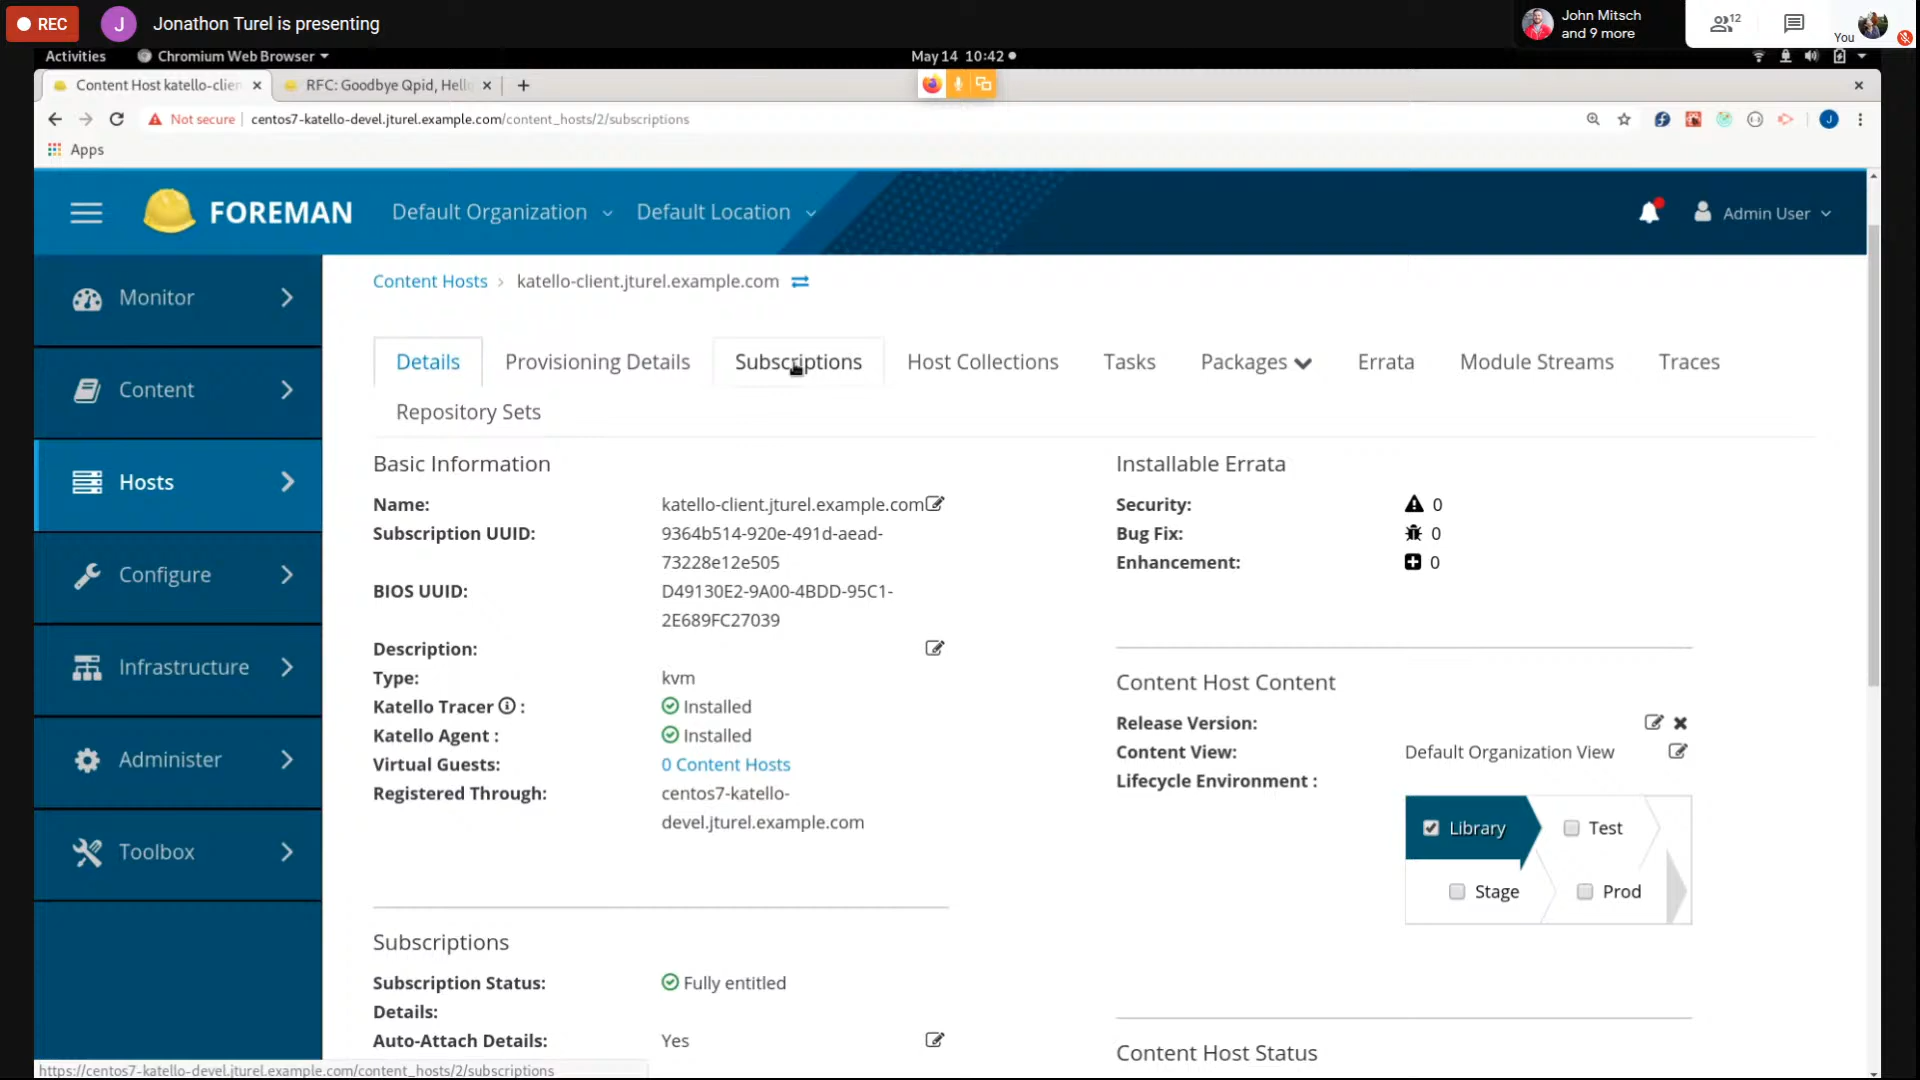 REC
J
Jonathon Turel is presenting
John Mitsch
and 9 more
12
You
Activities
Chromium Web Browser
May 14 10:42
Content Host katello-clien
RFC: Goodbye Qpid, Hell
Not secure
centos7-katello-devel.jturel.example.com/content_hosts/2/subscriptions
J
Apps
FOREMAN
Default Organization
Default Location
Admin User
Monitor
Content
Hosts
Configure
Infrastructure
Administer
Toolbox
Content Hosts
katello-client.jturel.example.com
Details
Provisioning Details
Subscriptions
Host Collections
Tasks
Packages
Errata
Module Streams
Traces
Repository Sets
Basic Information
Name: katello-client.jturel.example.com
Subscription UUID: 9364b514-920e-491d-aead-
73228e12e505
BIOS UUID: D49130E2-9A00-4BDD-95C1-
2E689FC27039
Description:
Type: kvm
Katello Tracer : Installed
Katello Agent : Installed
Virtual Guests: 0 Content Hosts
Registered Through: centos7-katello-
devel.jturel.example.com
Subscriptions
Subscription Status: Fully entitled
Details:
Auto-Attach Details: Yes
Installable Errata
Security: 0
Bug Fix: 0
Enhancement: 0
Content Host Content
Release Version:
Content View: Default Organization View
Lifecycle Environment :
Library
Test
Stage
Prod
Content Host Status
https://centos7-katello-devel.jturel.example.com/content_hosts/2/subscriptions